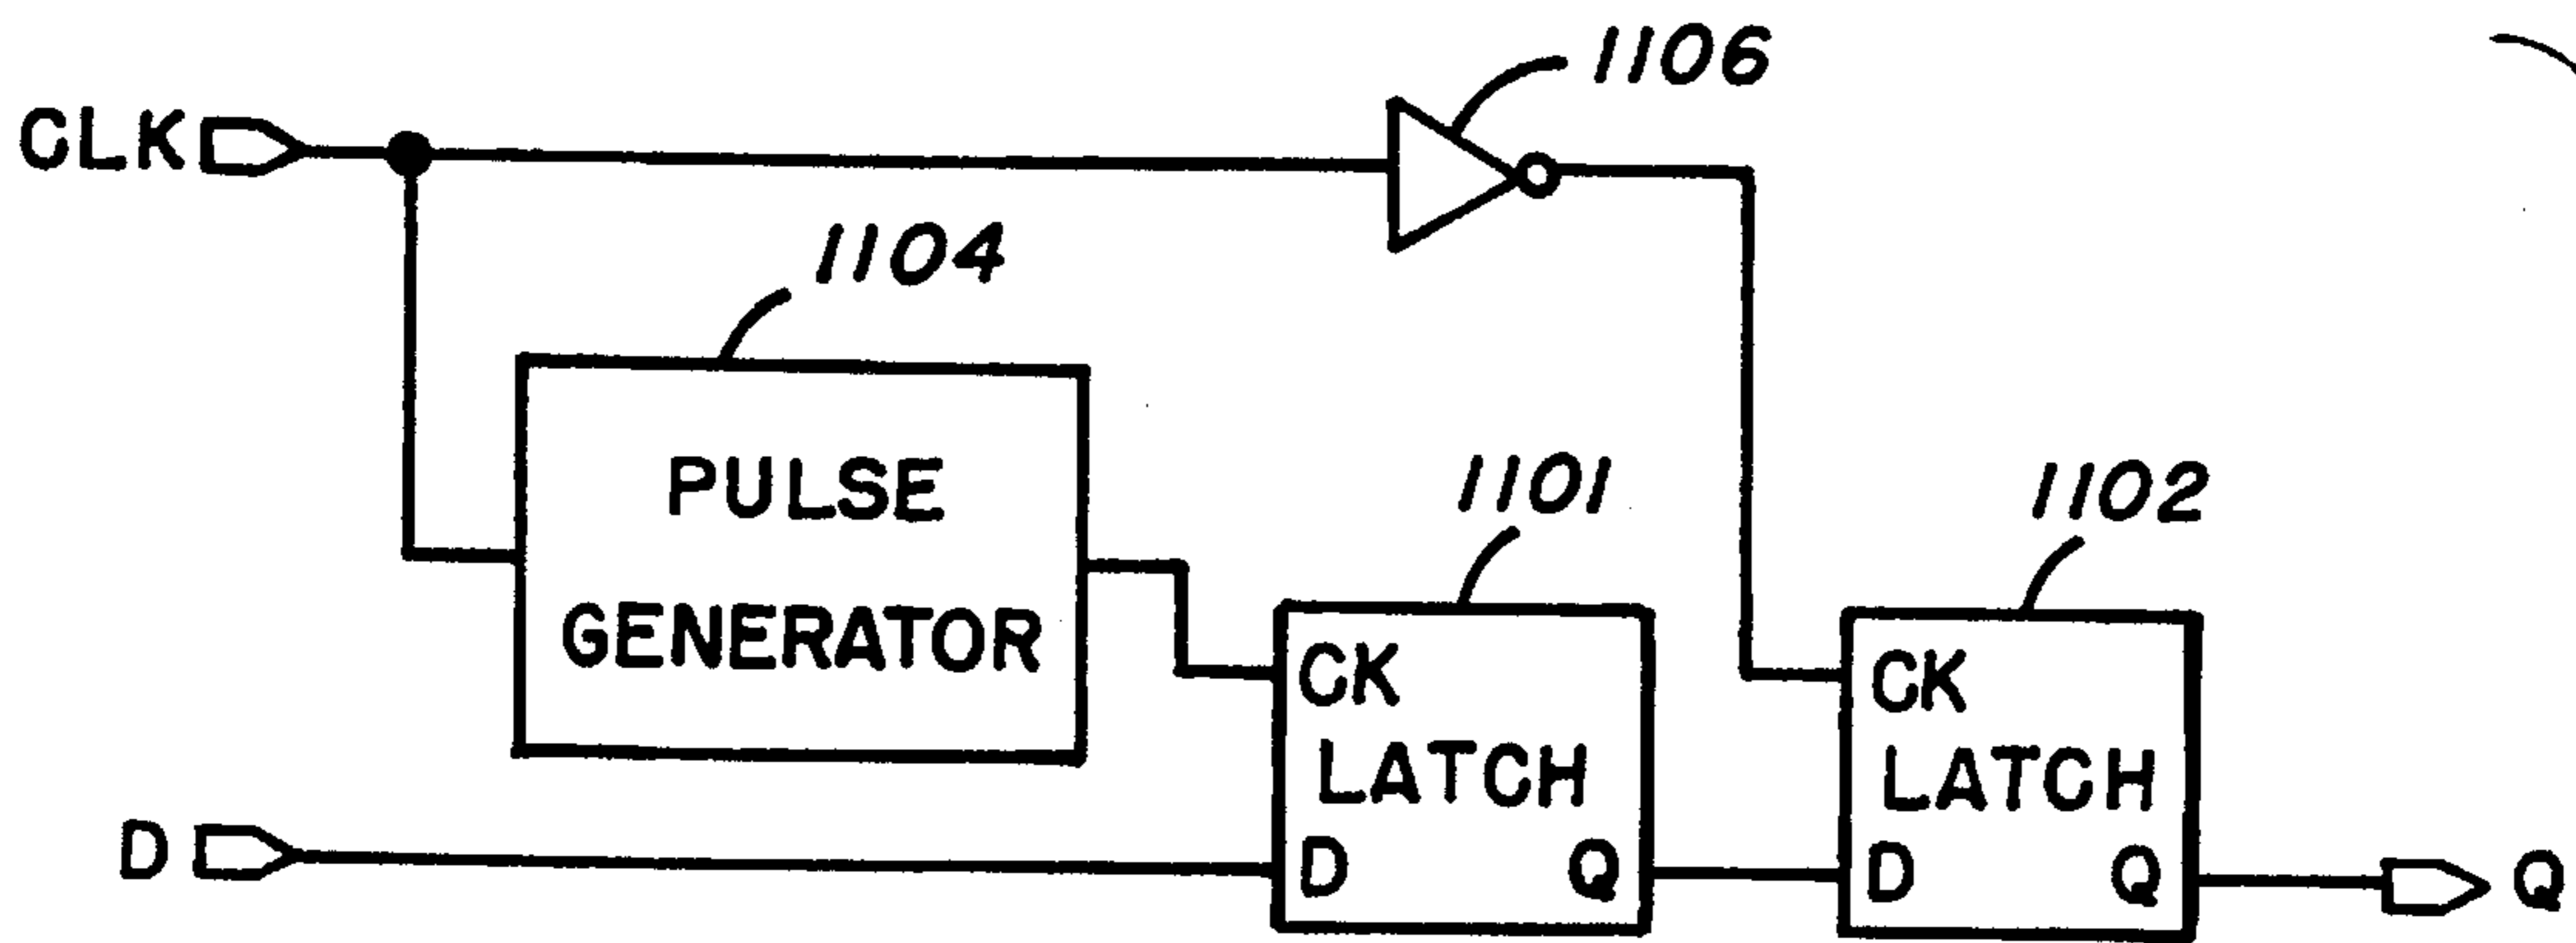 1106
CLK
1104
PULSE
GENERATOR
1101
1102
CK
LATCH
D Q
CK
LATCH
D Q
D
Q